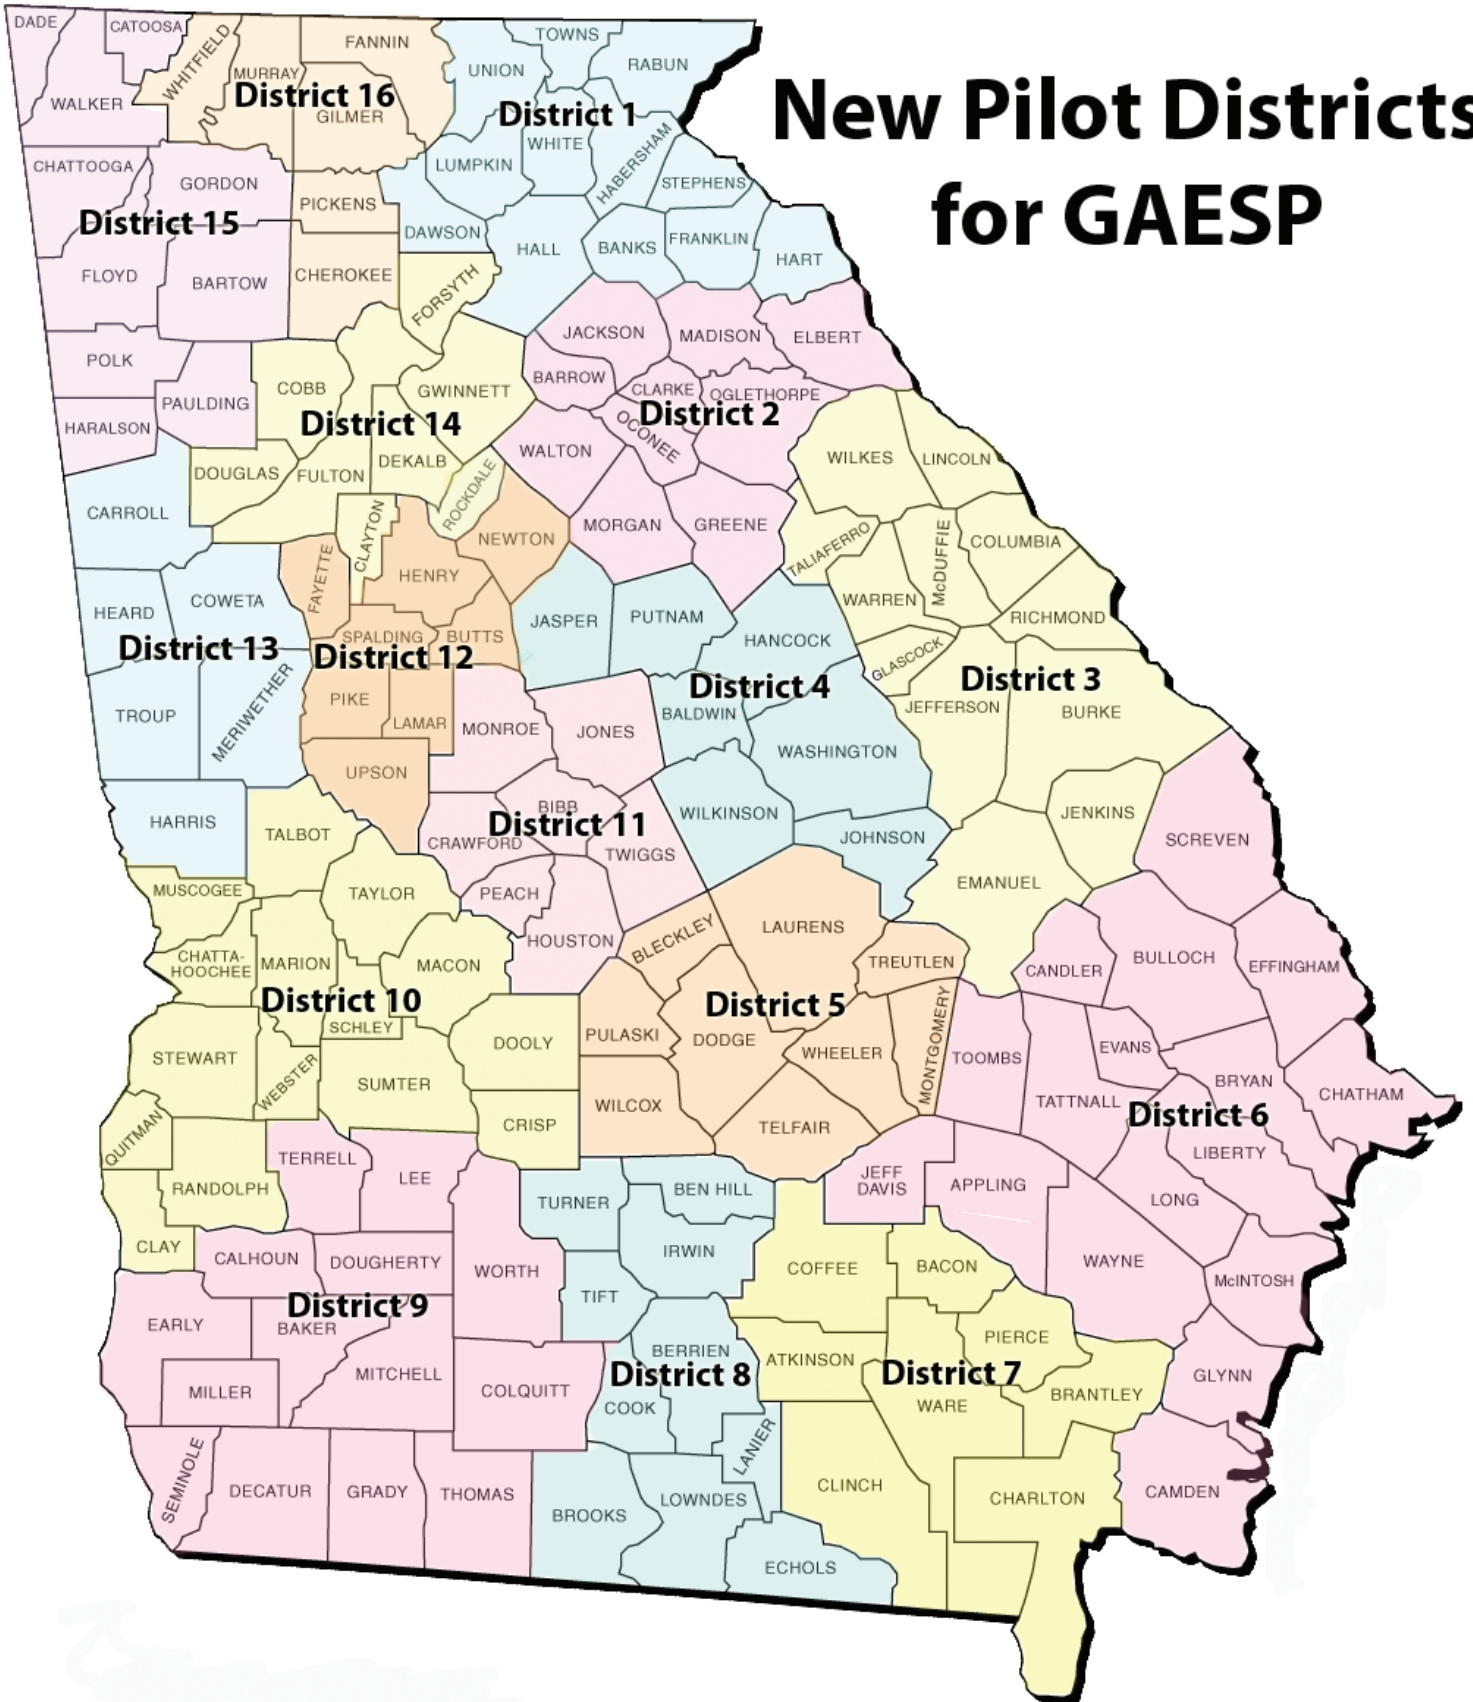 New Pilot Districts
for GAESP
DADE
CATOOSA
WHITFIELD
MURRAY
FANNIN
District 16
GILMER
WALKER
TOWNS
UNION
RABUN
District 1
WHITE
LUMPKIN
HABERSHAM
STEPHENS
CHATTOOGA
GORDON
PICKENS
District 15
DAWSON
HALL
BANKS
FRANKLIN
HART
FLOYD
BARTOW
CHEROKEE
FORSYTH
JACKSON
MADISON
ELBERT
POLK
COBB
GWINNETT
BARROW
CLARKE
OGLETHORPE
PAULDING
District 14
District 2
OCONEE
HARALSON
DOUGLAS
FULTON
DEKALB
ROCKDALE
WALTON
WILKES
LINCOLN
CARROLL
CLAYTON
NEWTON
MORGAN
GREENE
TALIAFERRO
McDUFFIE
COLUMBIA
FAYETTE
HENRY
HEARD
COWETA
JASPER
PUTNAM
HANCOCK
WARREN
RICHMOND
District 13
SPALDING
BUTTS
District 12
GLASCOCK
District 4
District 3
TROUP
MERIWETHER
PIKE
LAMAR
MONROE
JONES
BALDWIN
JEFFERSON
BURKE
UPSON
WASHINGTON
HARRIS
TALBOT
BIBB
District 11
CRAWFORD
TWIGGS
WILKINSON
JOHNSON
JENKINS
SCREVEN
MUSCOGEE
TAYLOR
PEACH
EMANUEL
CHATTA-
HOOCHEE
MARION
MACON
HOUSTON
BLECKLEY
LAURENS
TREUTLEN
CANDLER
BULLOCH
EFFINGHAM
District 10
SCHLEY
District 5
STEWART
WEBSTER
SUMTER
DOOLY
PULASKI
DODGE
WHEELER
MONTGOMERY
TOOMBS
EVANS
BRYAN
CHATHAM
QUITMAN
CRISP
WILCOX
TELFAIR
TATTNALL
District 6
LIBERTY
RANDOLPH
TERRELL
LEE
TURNER
BEN HILL
JEFF
DAVIS
APPLING
LONG
CLAY
CALHOUN
DOUGHERTY
WORTH
IRWIN
COFFEE
BACON
WAYNE
McINTOSH
District 9
EARLY
BAKER
TIFT
MILLER
MITCHELL
COLQUITT
BERRIEN
District 8
COOK
LANIER
ATKINSON
PIERCE
District 7
WARE
BRANTLEY
GLYNN
SEMINOLE
DECATUR
GRADY
THOMAS
BROOKS
LOWNDES
ECHOLS
CLINCH
CHARLTON
CAMDEN